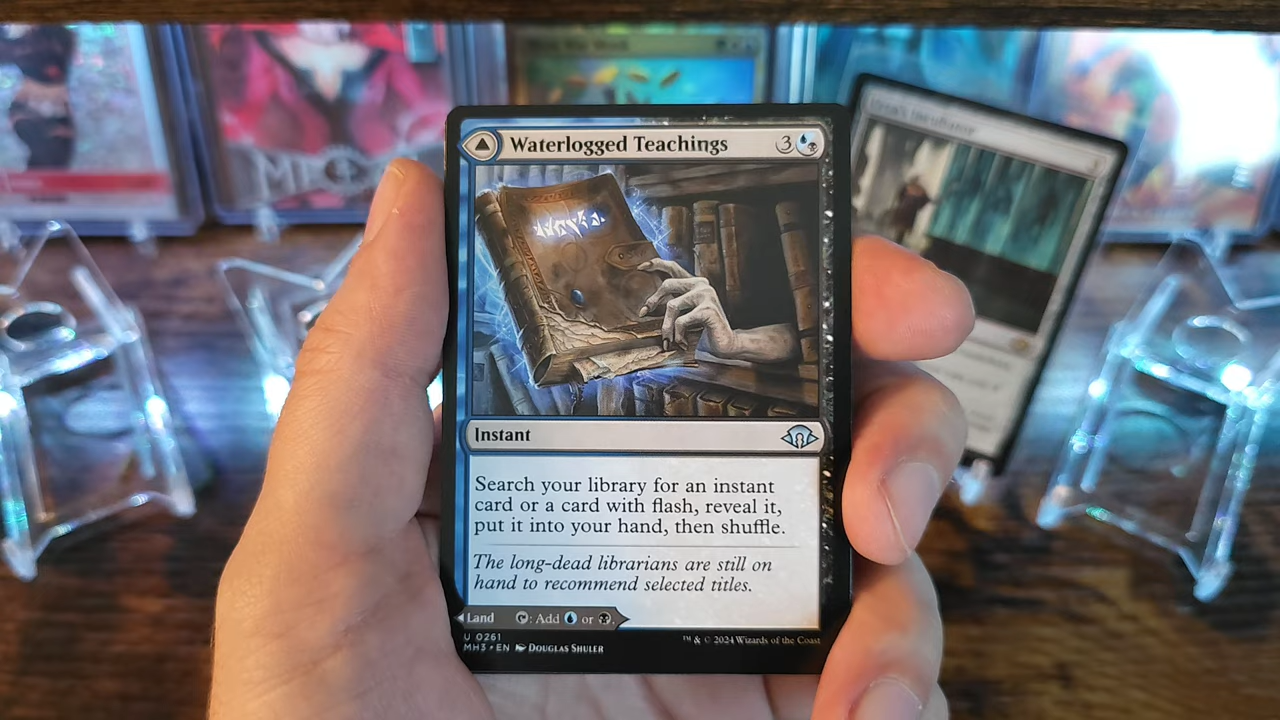 Waterlogged Teachings 3
Instant
Search your library for an instant
card or a card with flash, reveal it,
put it into your hand, then shuffle.
The long-dead librarians are still on
hand to recommend selected titles.
Land : Add or .
U 0261
MH3 • EN Douglas Shuler
™ & © 2024 Wizards of the Coast